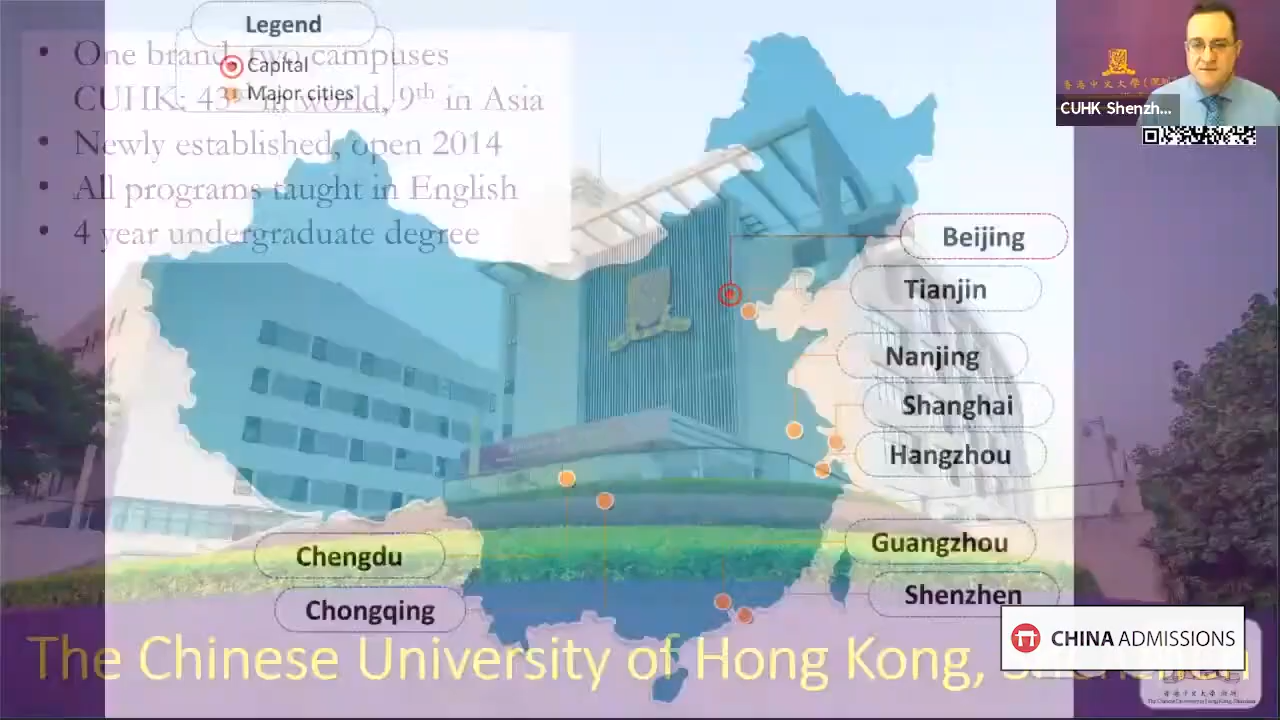 Legend
Capital
Major cities
• One brand, two campuses
CUHK: 43 in world, 9th in Asia
• Newly established, open 2014
• All programs taught in English
• 4 year undergraduate degree
CUHK Shenzh...
Beijing
Tianjin
Nanjing
Shanghai
Hangzhou
Guangzhou
Shenzhen
Chengdu
Chongqing
CHINA ADMISSIONS
The Chinese University of Hong Kong,